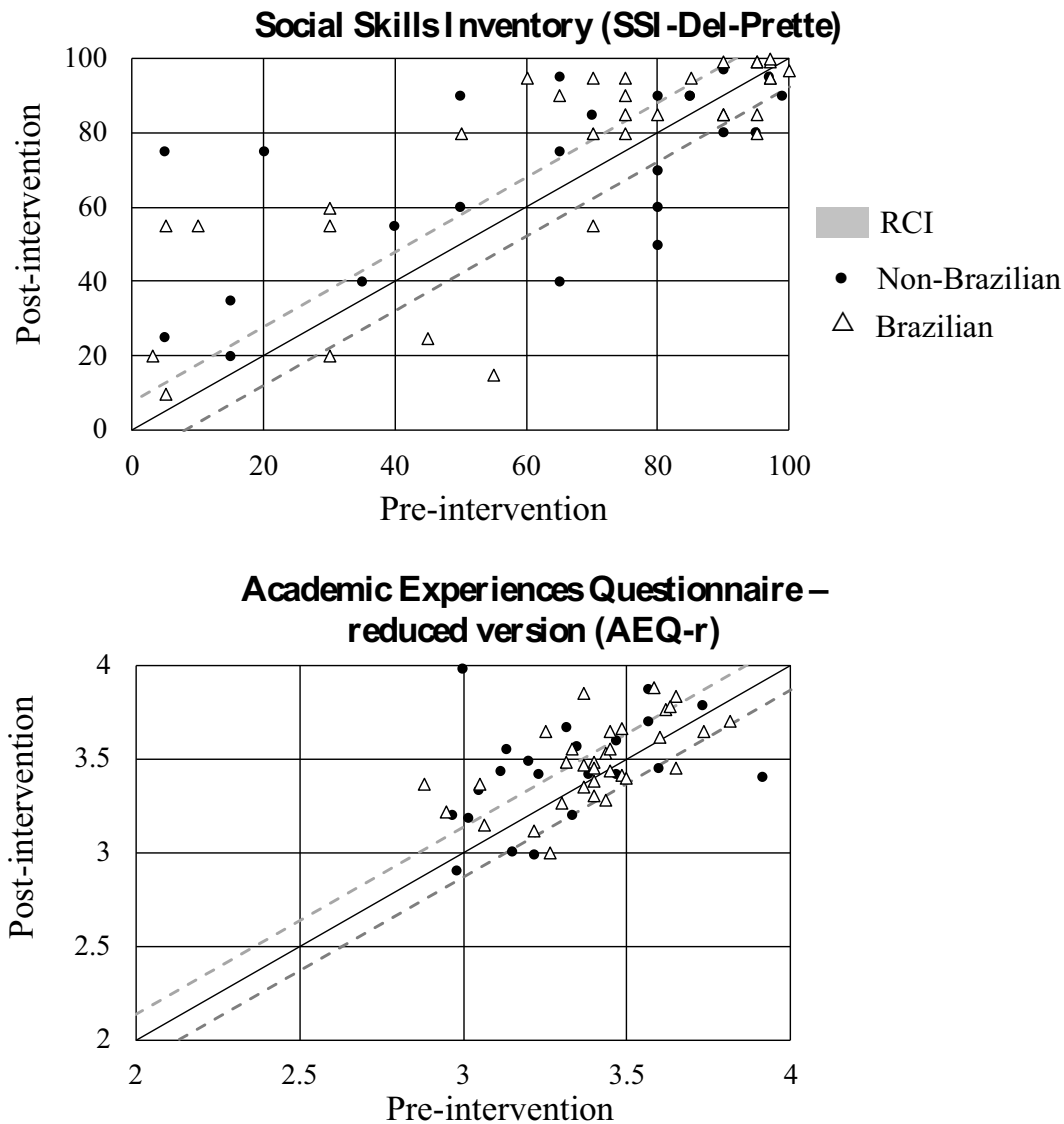 Social Skills Inventory (SSI-Del-Prette)
100
80
60
40
20
0
Post-intervention
0 20 40 60 80 100
Pre-intervention
RCI
Non-Brazilian
Brazilian
Academic Experiences Questionnaire –
reduced version (AEQ-r)
4
3.5
3
2.5
2
Post-intervention
2 2.5 3 3.5 4
Pre-intervention